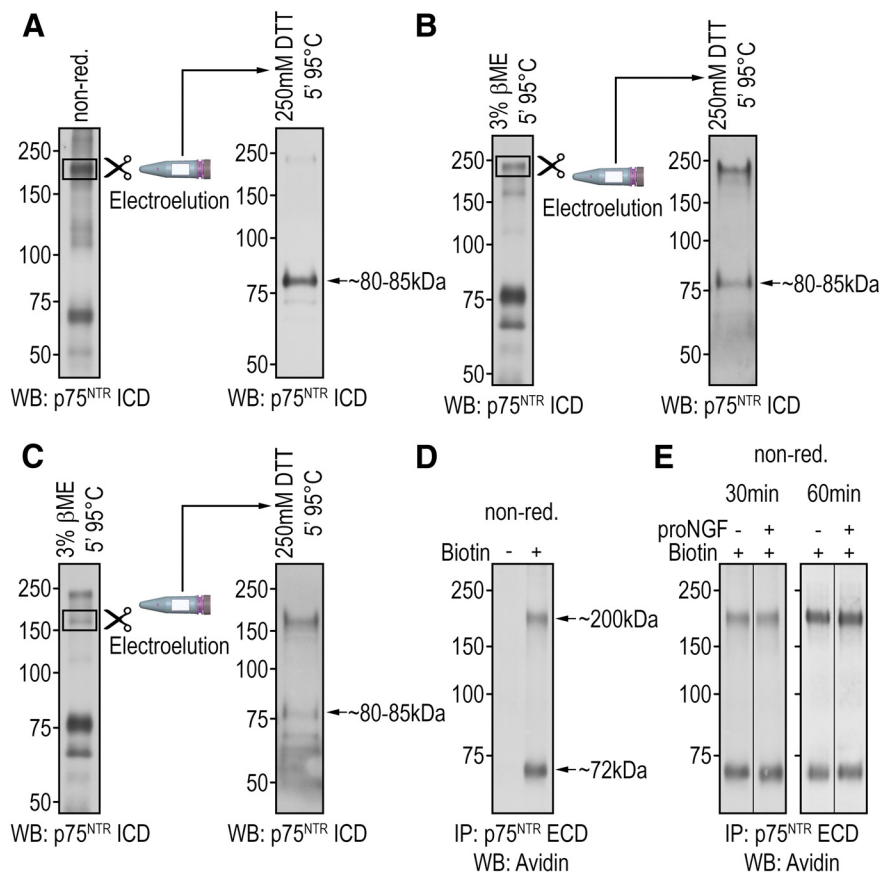 A
non-red.
250mM DTT
5' 95°C
250
150
100
75
50
Electroelution
250
150
100
75
50
~80-85kDa
WB: p75NTR ICD
WB: p75NTR ICD
B
3% βME
5' 95°C
250mM DTT
5' 95°C
250
150
100
75
50
Electroelution
250
150
100
75
50
~80-85kDa
WB: p75NTR ICD
WB: p75NTR ICD
C
3% βME
5' 95°C
250mM DTT
5' 95°C
250
150
100
75
50
Electroelution
250
150
100
75
50
~80-85kDa
WB: p75NTR ICD
WB: p75NTR ICD
D
non-red.
Biotin - +
250
150
100
75
~200kDa
~72kDa
IP: p75NTR ECD
WB: Avidin
E
non-red.
30min 60min
proNGF - + - +
Biotin + + + +
250
150
100
75
IP: p75NTR ECD
WB: Avidin